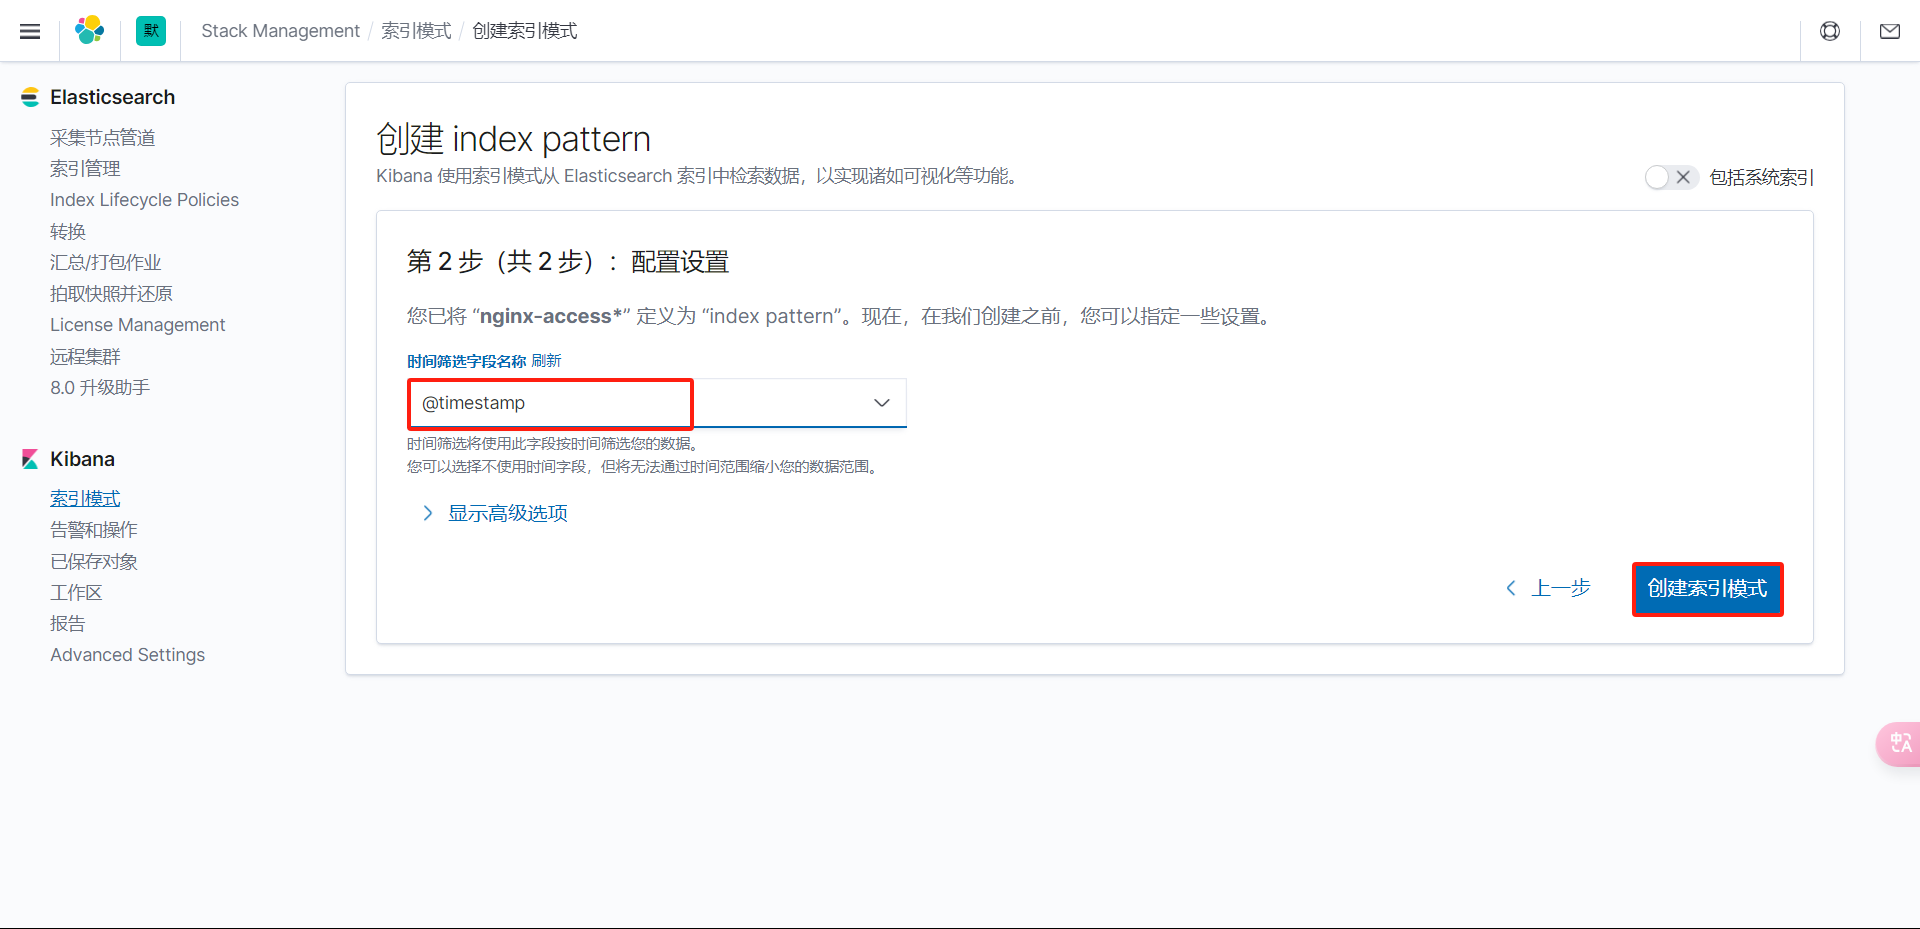 默
Stack Management / 索引模式 / 创建索引模式
Elasticsearch
采集节点管道
索引管理
Index Lifecycle Policies
转换
汇总/打包作业
拍取快照并还原
License Management
远程集群
8.0 升级助手
Kibana
索引模式
告警和操作
已保存对象
工作区
报告
Advanced Settings
创建 index pattern
Kibana 使用索引模式从 Elasticsearch 索引中检索数据，以实现诸如可视化等功能。
包括系统索引
第 2 步（共 2 步）：配置设置
您已将 “nginx-access*” 定义为 “index pattern”。现在，在我们创建之前，您可以指定一些设置。
时间筛选字段名称 刷新
@timestamp
时间筛选将使用此字段按时间筛选您的数据。
您可以选择不使用时间字段，但将无法通过时间范围缩小您的数据范围。
显示高级选项
上一步
创建索引模式
中A